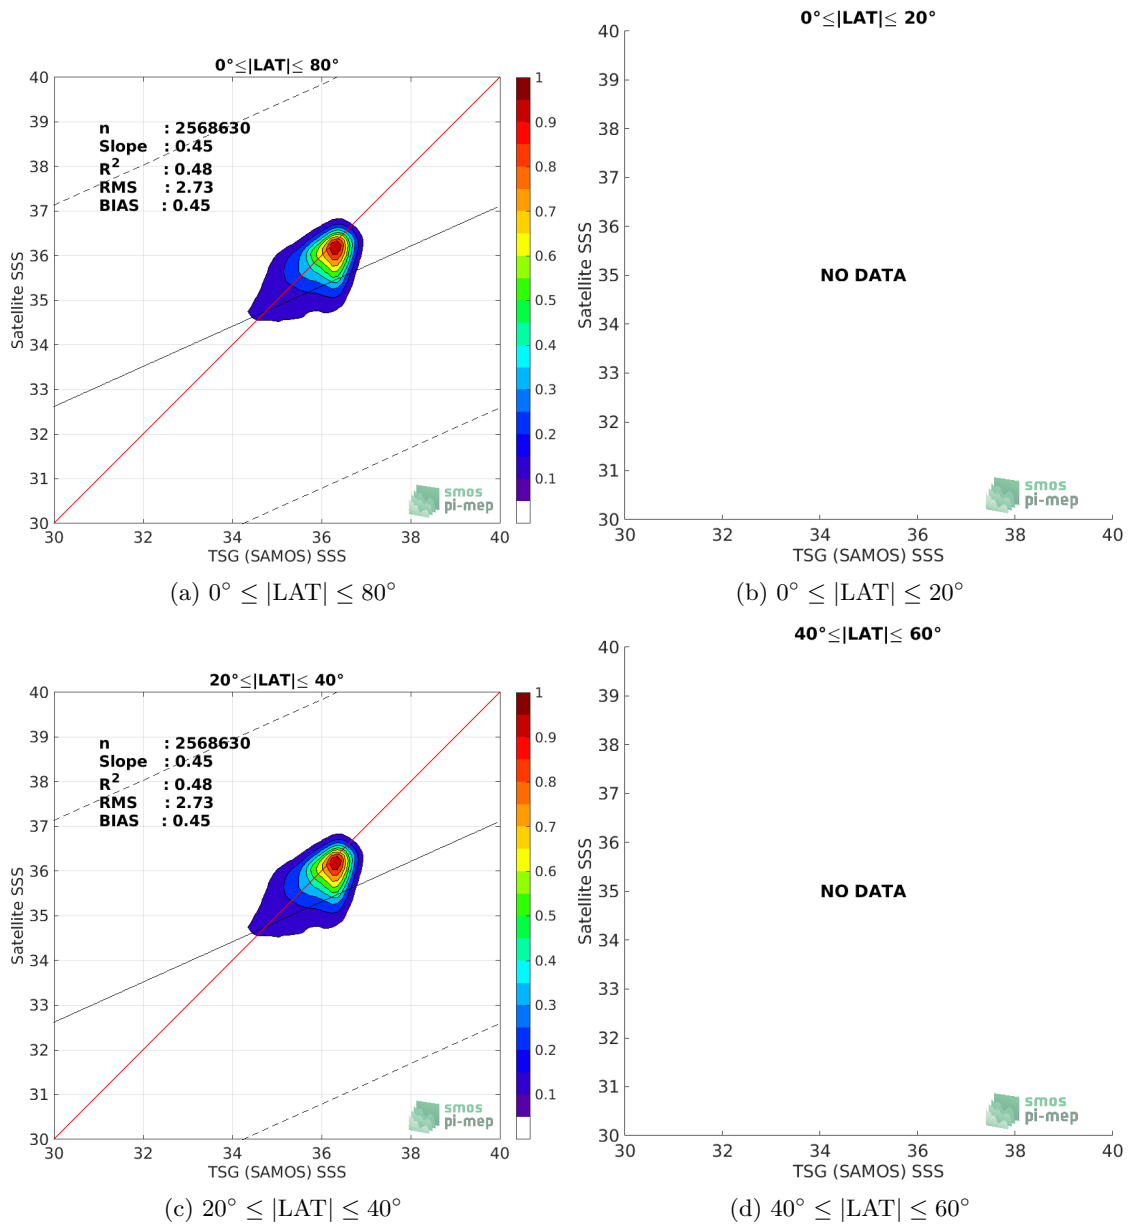 0°≤|LAT|≤ 80°
40
39
38
37
36
35
34
33
32
31
30
Satellite SSS
n : 2568630
Slope : 0.45
R2 : 0.48
RMS : 2.73
BIAS : 0.45
smos
pi-mep
30 32 34 36 38 40
TSG (SAMOS) SSS
1
0.9
0.8
0.7
0.6
0.5
0.4
0.3
0.2
0.1
(a) 0° ≤ |LAT| ≤ 80°
0°≤|LAT|≤ 20°
40
39
38
37
36
35
34
33
32
31
30
Satellite SSS
NO DATA
smos
pi-mep
30 32 34 36 38 40
TSG (SAMOS) SSS
(b) 0° ≤ |LAT| ≤ 20°
20°≤|LAT|≤ 40°
40
39
38
37
36
35
34
33
32
31
30
Satellite SSS
n : 2568630
Slope : 0.45
R2 : 0.48
RMS : 2.73
BIAS : 0.45
smos
pi-mep
30 32 34 36 38 40
TSG (SAMOS) SSS
1
0.9
0.8
0.7
0.6
0.5
0.4
0.3
0.2
0.1
(c) 20° ≤ |LAT| ≤ 40°
40°≤|LAT|≤ 60°
40
39
38
37
36
35
34
33
32
31
30
Satellite SSS
NO DATA
smos
pi-mep
30 32 34 36 38 40
TSG (SAMOS) SSS
(d) 40° ≤ |LAT| ≤ 60°